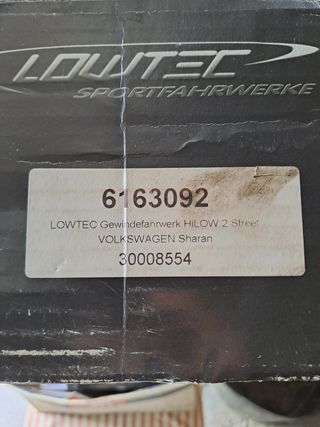 LOWTEC
SPORTFAHRWERKE
6163092
LOWTEC Gewindefahrwerk HiLOW 2 Street
VOLKSWAGEN Sharan
30008554